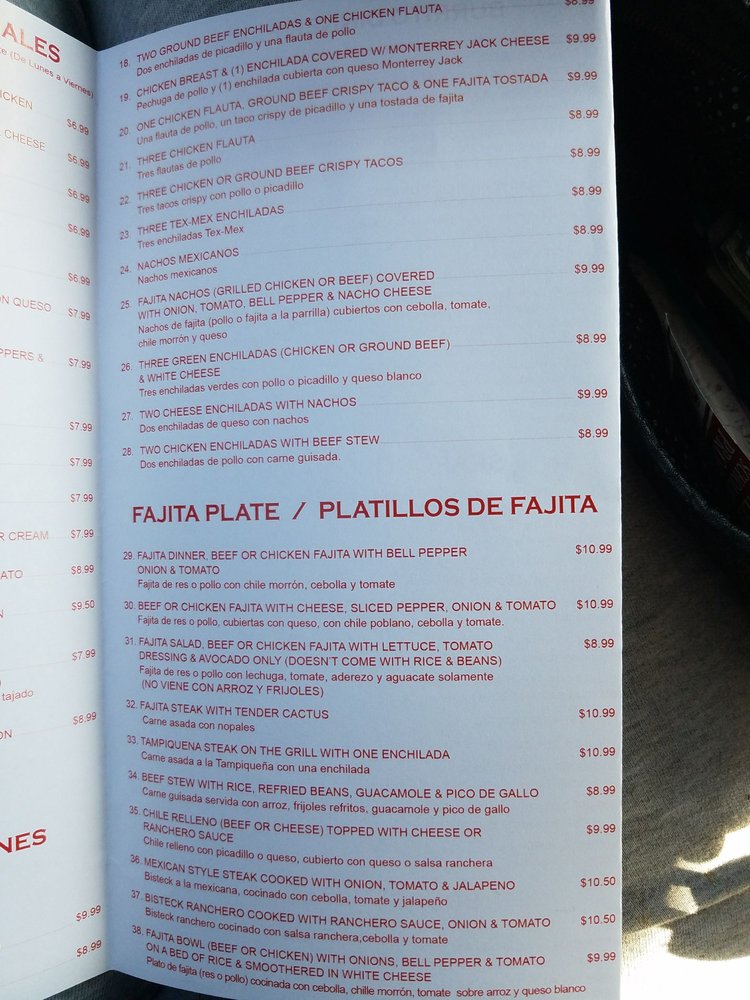 ALES
te (De Lunes a Viernes)
ICKEN
$6.99
CHEESE
$6.99
$6.99
$6.99
$6.99
ON QUESO $7.99
PPERS & $7.99
$7.99
$7.99
$7.99
R CREAM $7.99
ATO $8.99
N $9.50
$7.99
tajado
ON $8.99
NES
$9.99
$8.99
18. TWO GROUND BEEF ENCHILADAS & ONE CHICKEN FLAUTA $8.99
Dos enchiladas de picadillo y una flauta de pollo
19. CHICKEN BREAST & (1) ENCHILADA COVERED W/ MONTERREY JACK CHEESE $9.99
Pechuga de pollo y (1) enchilada cubierta con queso Monterrey Jack
20. ONE CHICKEN FLAUTA, GROUND BEEF CRISPY TACO & ONE FAJITA TOSTADA $9.99
Una flauta de pollo, un taco crispy de picadillo y una tostada de fajita
21. THREE CHICKEN FLAUTA $8.99
Tres flautas de pollo
22. THREE CHICKEN OR GROUND BEEF CRISPY TACOS $8.99
Tres tacos crispy con pollo o picadillo
23. THREE TEX-MEX ENCHILADAS $8.99
Tres enchiladas Tex-Mex
24. NACHOS MEXICANOS $8.99
Nachos mexicanos
25. FAJITA NACHOS (GRILLED CHICKEN OR BEEF) COVERED $9.99
WITH ONION, TOMATO, BELL PEPPER & NACHO CHEESE
Nachos de fajita (pollo o fajita a la parrilla) cubiertos con cebolla, tomate,
chile morrón y queso
26. THREE GREEN ENCHILADAS (CHICKEN OR GROUND BEEF) $8.99
& WHITE CHEESE
Tres enchiladas verdes con pollo o picadillo y queso blanco
27. TWO CHEESE ENCHILADAS WITH NACHOS $9.99
Dos enchiladas de queso con nachos
28. TWO CHICKEN ENCHILADAS WITH BEEF STEW $8.99
Dos enchiladas de pollo con carne guisada.
FAJITA PLATE / PLATILLOS DE FAJITA
29. FAJITA DINNER, BEEF OR CHICKEN FAJITA WITH BELL PEPPER $10.99
ONION & TOMATO
Fajita de res o pollo con chile morrón, cebolla y tomate
30. BEEF OR CHICKEN FAJITA WITH CHEESE, SLICED PEPPER, ONION & TOMATO $10.99
Fajita de res o pollo, cubiertas con queso, con chile poblano, cebolla y tomate.
31. FAJITA SALAD, BEEF OR CHICKEN FAJITA WITH LETTUCE, TOMATO $8.99
DRESSING & AVOCADO ONLY (DOESN'T COME WITH RICE & BEANS)
Fajita de res o pollo con lechuga, tomate, aderezo y aguacate solamente
(NO VIENE CON ARROZ Y FRIJOLES)
32. FAJITA STEAK WITH TENDER CACTUS $10.99
Carne asada con nopales
33. TAMPIQUENA STEAK ON THE GRILL WITH ONE ENCHILADA $10.99
Carne asada a la Tampiqueña con una enchilada
34. BEEF STEW WITH RICE, REFRIED BEANS, GUACAMOLE & PICO DE GALLO $8.99
Carne guisada servida con arroz, frijoles refritos, guacamole y pico de gallo
35. CHILE RELLENO (BEEF OR CHEESE) TOPPED WITH CHEESE OR $9.99
RANCHERO SAUCE
Chile relleno con picadillo o queso, cubierto con queso o salsa ranchera
36. MEXICAN STYLE STEAK COOKED WITH ONION, TOMATO & JALAPENO $10.50
Bisteck a la mexicana, cocinado con cebolla, tomate y jalapeño
37. BISTECK RANCHERO COOKED WITH RANCHERO SAUCE, ONION & TOMATO $10.50
Bisteck ranchero cocinado con salsa ranchera,cebolla y tomate
38. FAJITA BOWL (BEEF OR CHICKEN) WITH ONIONS, BELL PEPPER & TOMATO $9.99
ON A BED OF RICE & SMOOTHERED IN WHITE CHEESE
Plato de fajita (res o pollo) cocinada con cebolla, chille morrón, tomate sobre arroz y queso blanco